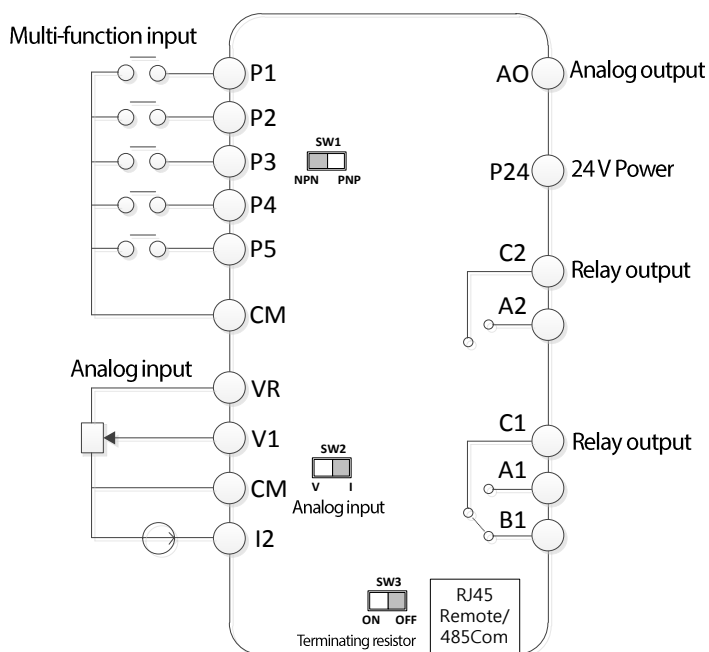 Multi-function input
P1
P2
P3
P4
P5
CM
SW1
NPN PNP
Analog input
VR
V1
CM
I2
SW2
V I
Analog input
SW3
ON OFF
Terminating resistor
RJ45
Remote/
485Com
AO Analog output
P24 24 V Power
C2 Relay output
A2
C1 Relay output
A1
B1